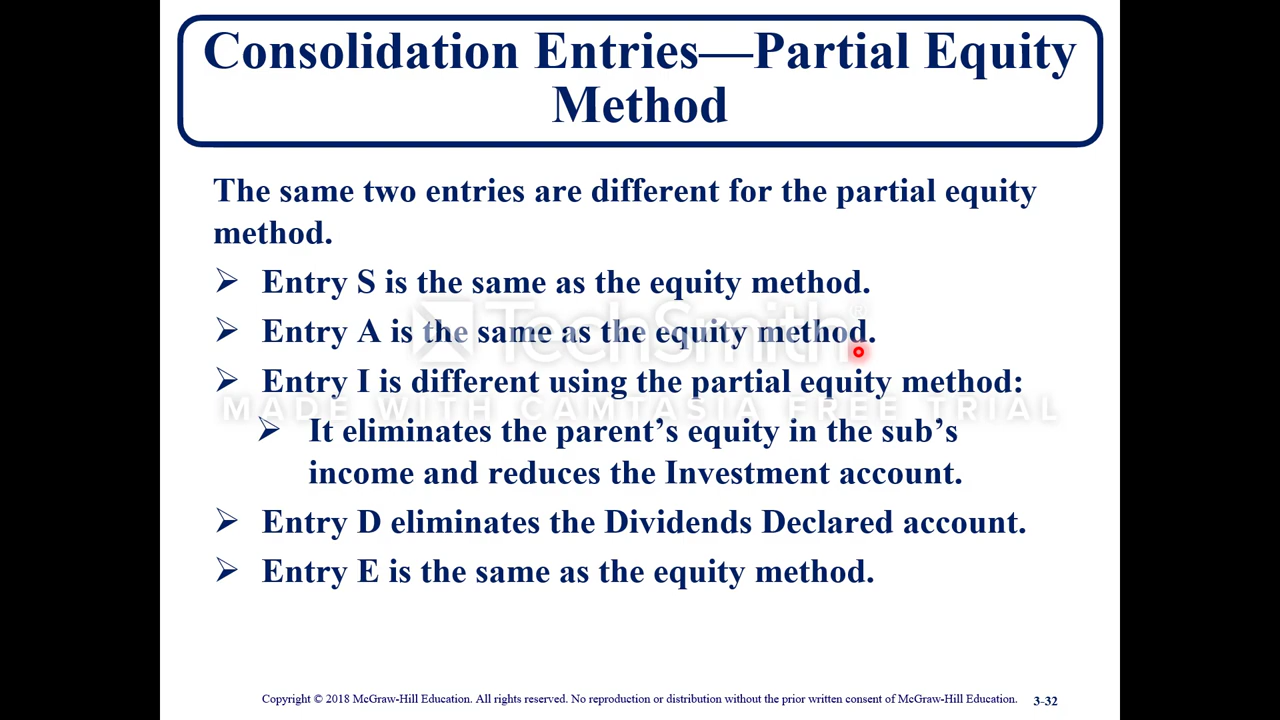 Consolidation Entries—Partial Equity
Method
The same two entries are different for the partial equity
method.
➢ Entry S is the same as the equity method.
➢ Entry A is the same as the equity method.
➢ Entry I is different using the partial equity method:
➢ It eliminates the parent’s equity in the sub’s
income and reduces the Investment account.
➢ Entry D eliminates the Dividends Declared account.
➢ Entry E is the same as the equity method.
TechSmith®
MADE WITH CAMTASIA FREE TRIAL
Copyright © 2018 McGraw-Hill Education. All rights reserved. No reproduction or distribution without the prior written consent of McGraw-Hill Education. 3-32